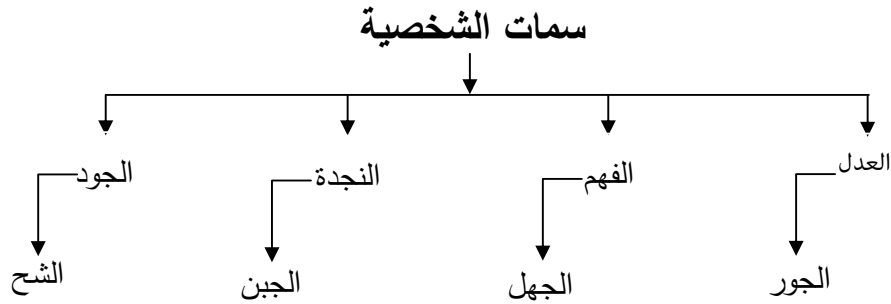 سمات الشخصية
العدل
الفهم
النجدة
الجود
الجور
الجهل
الجبن
الشح